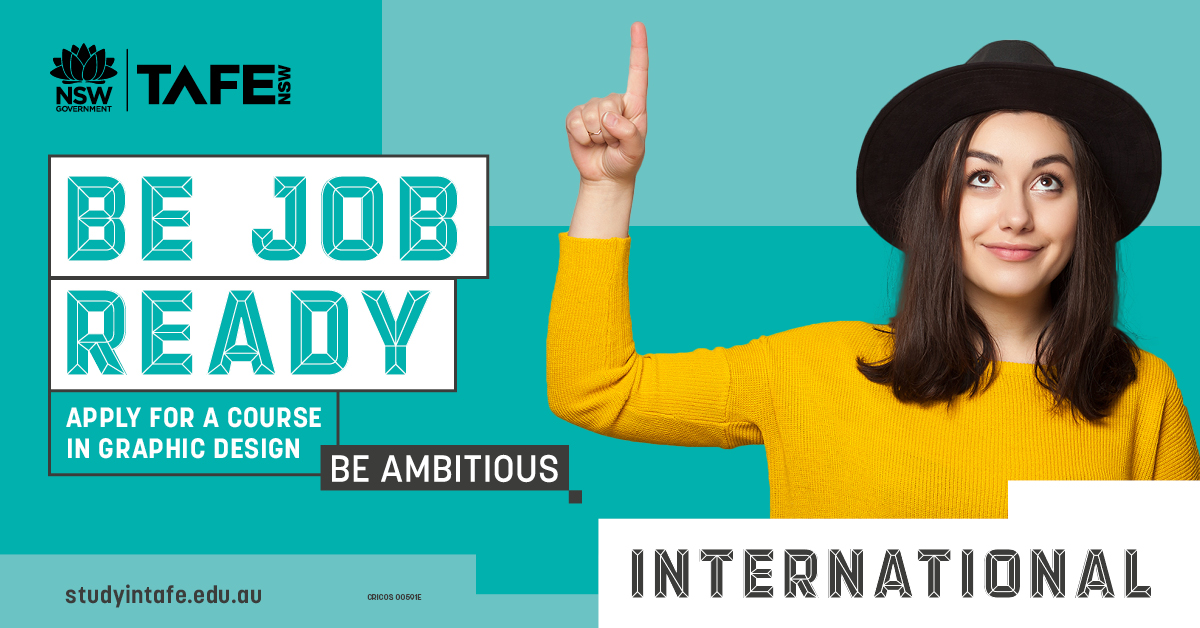 NSW
GOVERNMENT
TAFE NSW
BE JOB
READY
APPLY FOR A COURSE
IN GRAPHIC DESIGN
BE AMBITIOUS
INTERNATIONAL
studyintafe.edu.au
CRICOS 00591E